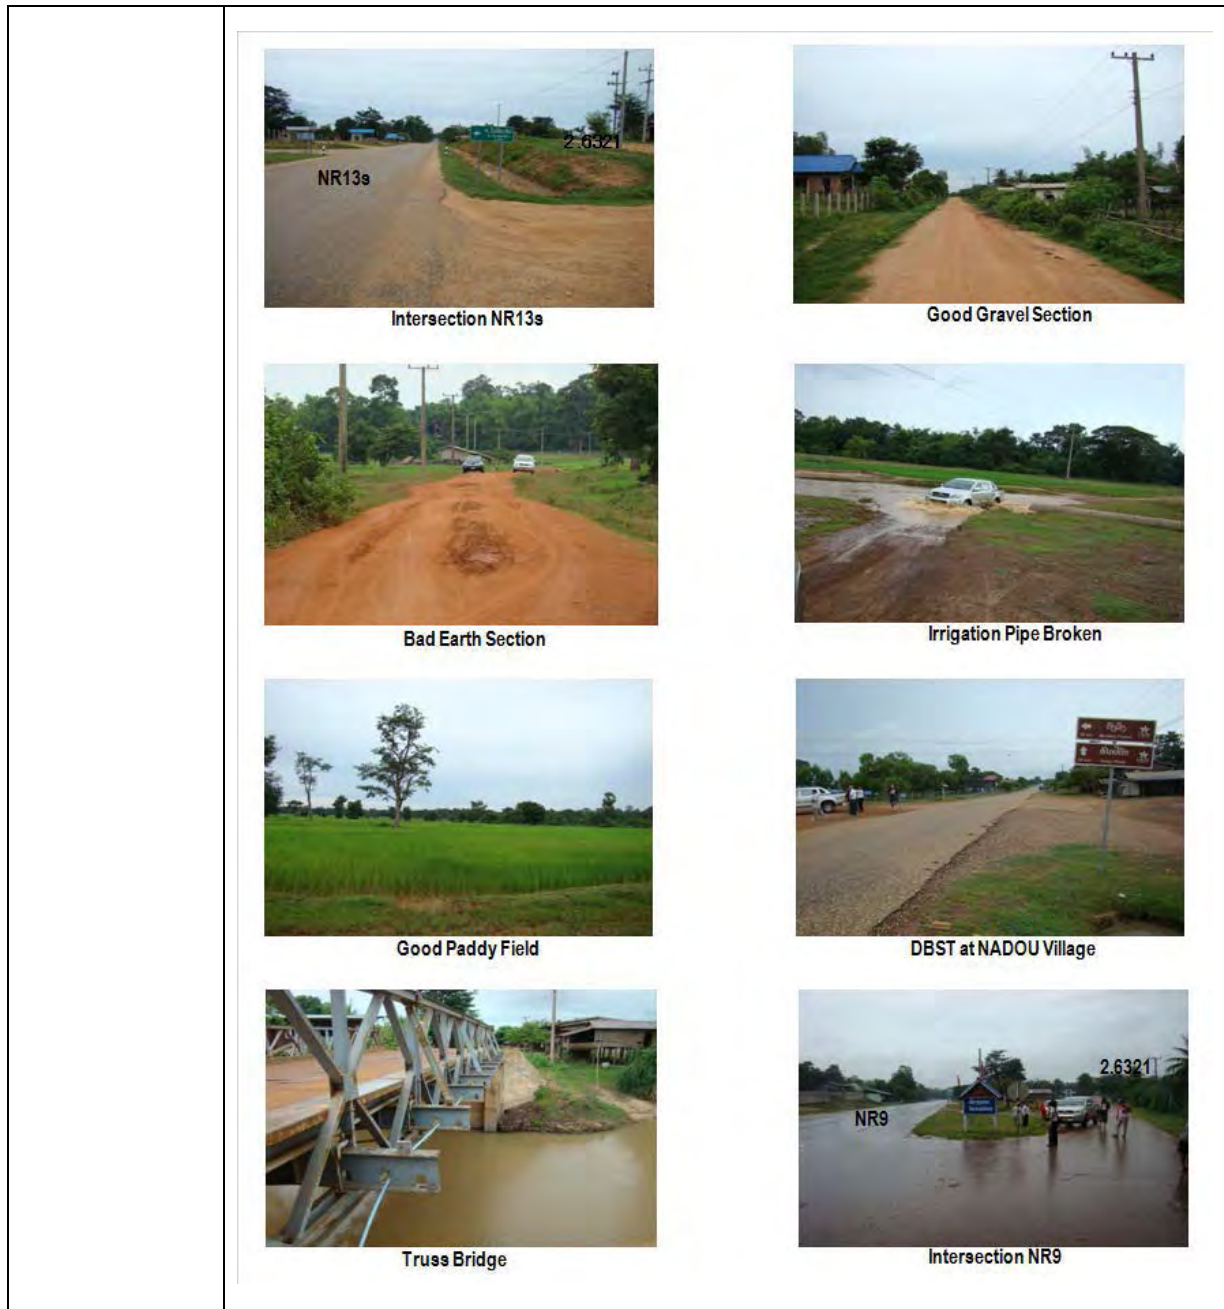 NR13s
2.6321
Intersection NR13s
Good Gravel Section
Bad Earth Section
Irrigation Pipe Broken
Good Paddy Field
DBST at NADOU Village
Truss Bridge
NR9
2.6321
Intersection NR9